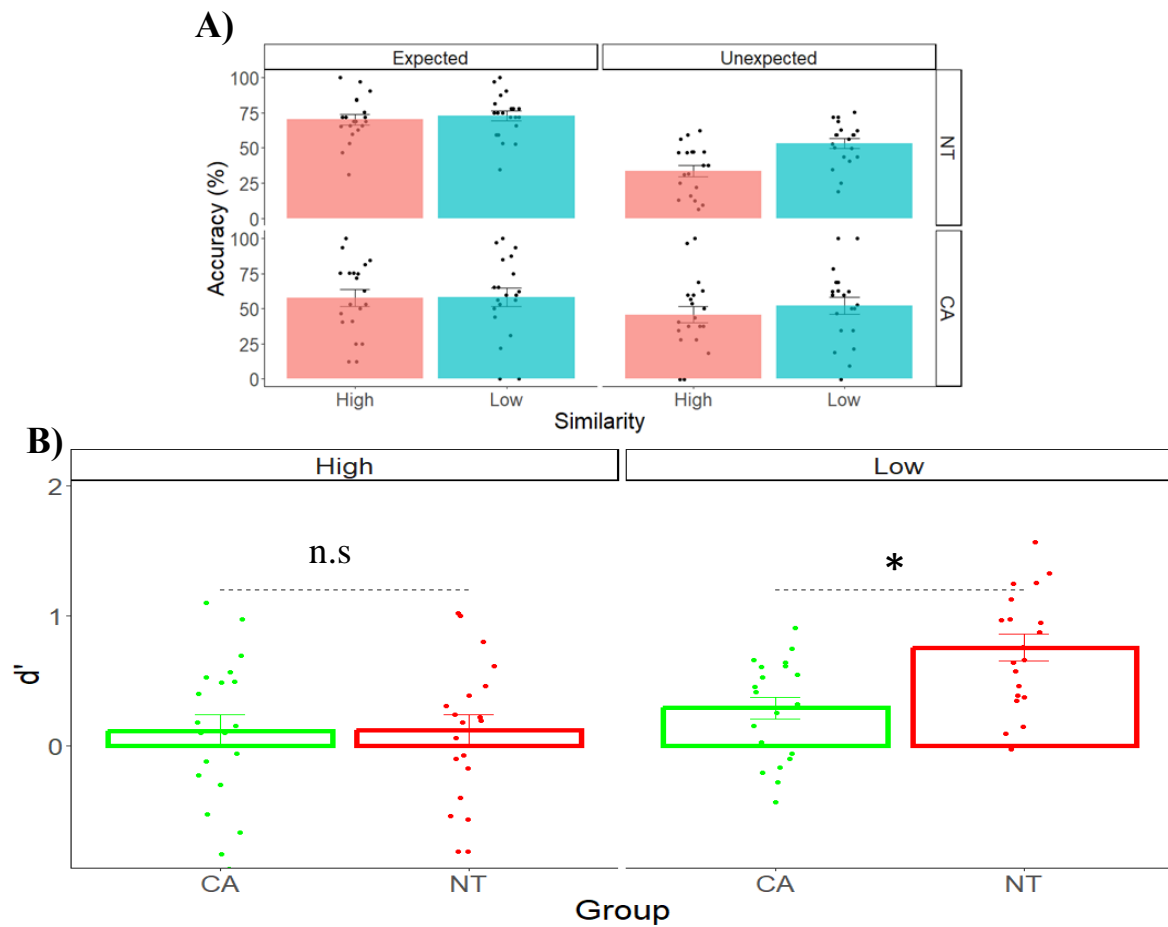 A)
Expected Unexpected
Accuracy (%)
100
75
50
25
0
NT
100
75
50
25
0
CA
High Low High Low
Similarity
B)
High Low
d'
2
1
0
n.s
*
CA NT CA NT
Group